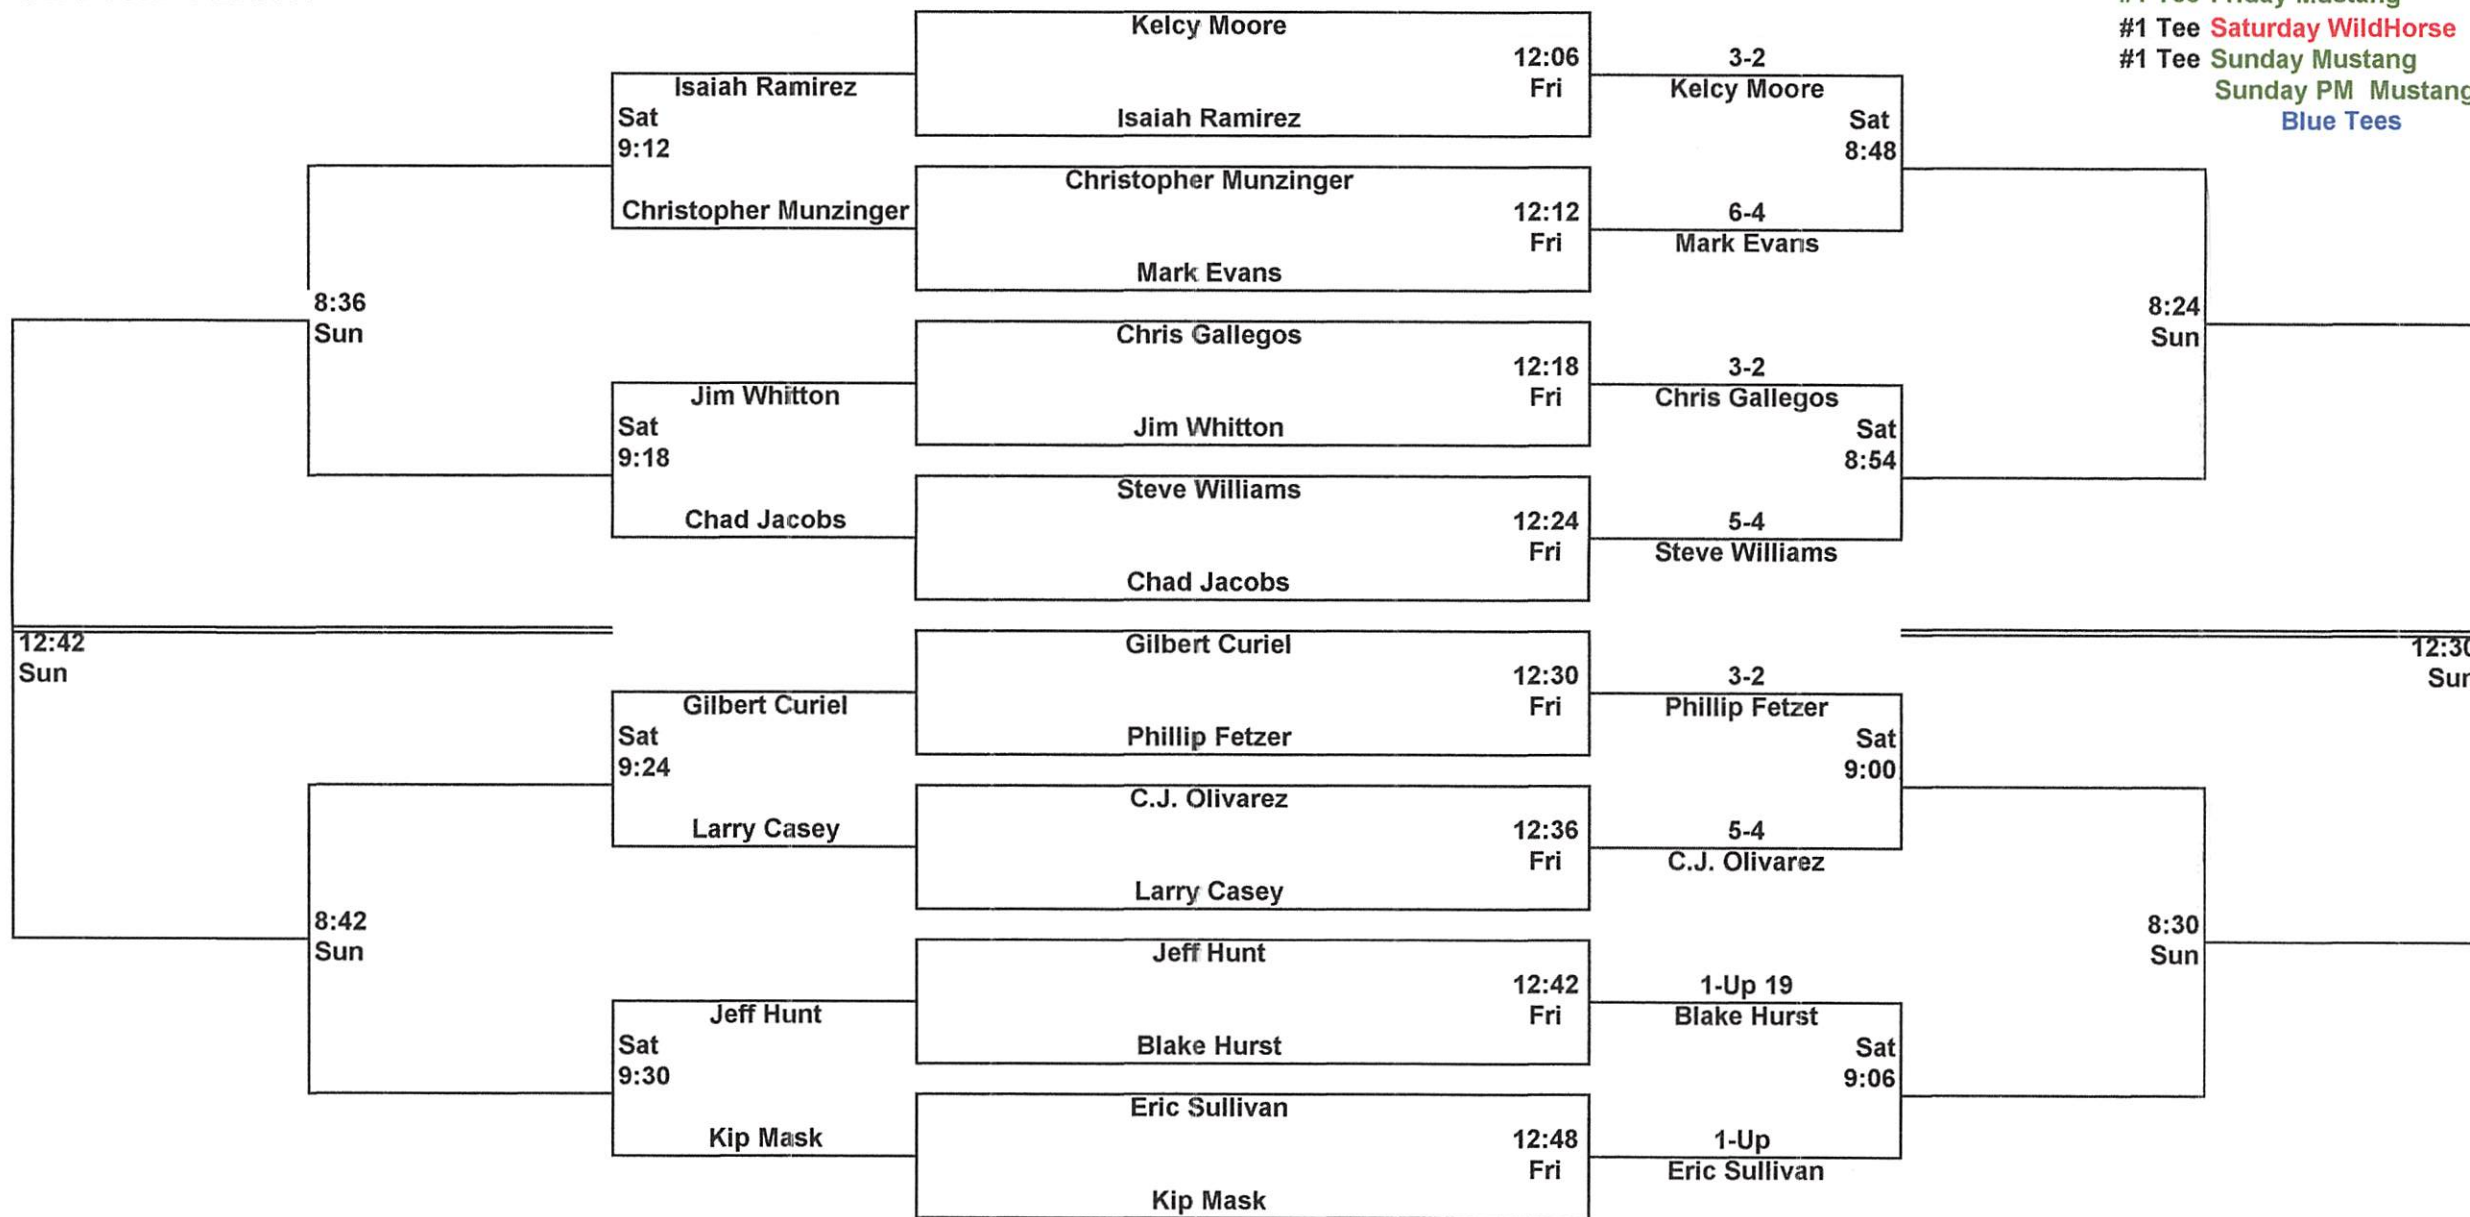 Kelcy Moore
#1 Tee Friday Mustang
12:06
3-2
#1 Tee Saturday WildHorse
Isaiah Ramirez
Fri
Kelcy Moore
#1 Tee Sunday Mustang
Sunday PM Mustang
Sat
Isaiah Ramirez
Sat
Blue Tees
9:12
8:48
Christopher Munzinger
Christopher Munzinger
12:12
6-4
Fri
Mark Evans
Mark Evans
8:36
8:24
Sun
Chris Gallegos
Sun
12:18
3-2
Jim Whitton
Fri
Chris Gallegos
Sat
Jim Whitton
Sat
9:18
8:54
Steve Williams
Chad Jacobs
12:24
5-4
Fri
Steve Williams
Chad Jacobs
12:42
Gilbert Curiel
12:30
Sun
12:30
3-2
Sun
Gilbert Curiel
Fri
Phillip Fetzer
Sat
Phillip Fetzer
Sat
9:24
9:00
C.J. Olivarez
Larry Casey
12:36
5-4
Fri
C.J. Olivarez
Larry Casey
8:42
8:30
Sun
Jeff Hunt
Sun
12:42
1-Up 19
Jeff Hunt
Fri
Blake Hurst
Sat
Blake Hurst
Sat
9:30
9:06
Eric Sullivan
Kip Mask
12:48
1-Up
Fri
Eric Sullivan
Kip Mask